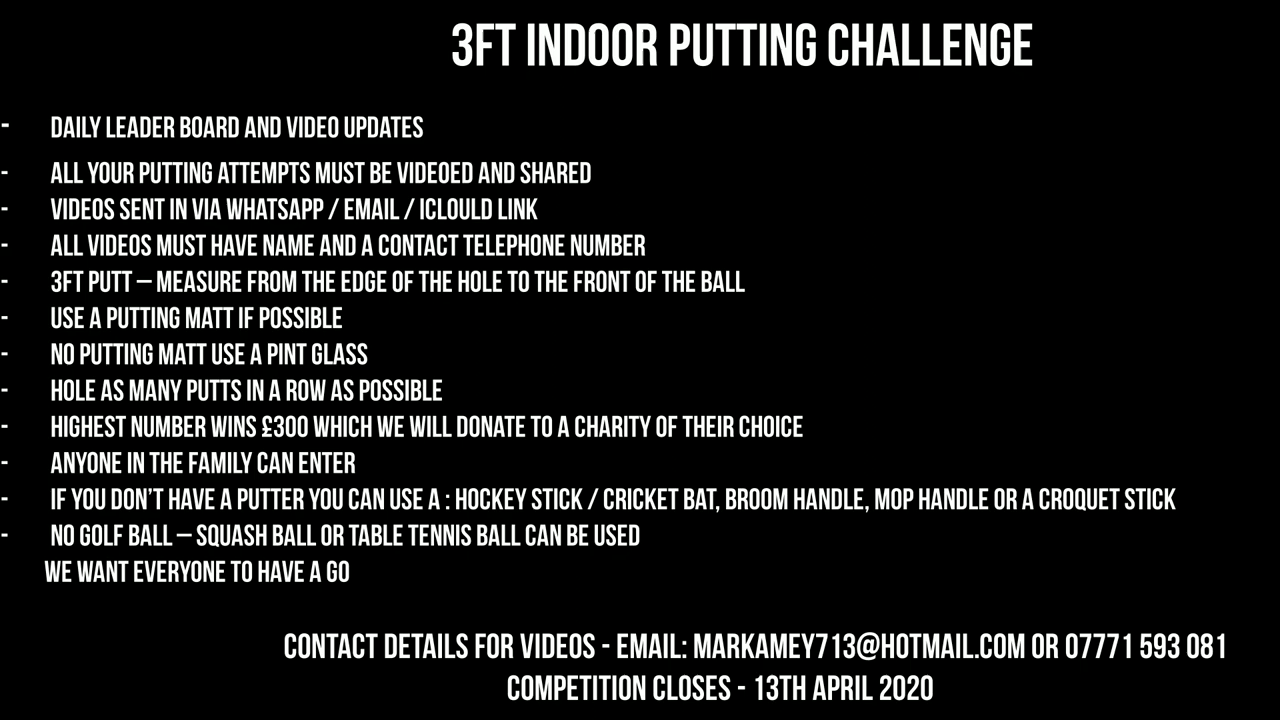 3FT INDOOR PUTTING CHALLENGE
- DAILY LEADER BOARD AND VIDEO UPDATES
- ALL YOUR PUTTING ATTEMPTS MUST BE VIDEOED AND SHARED
- VIDEOS SENT IN VIA WHATSAPP / EMAIL / ICLOULD LINK
- ALL VIDEOS MUST HAVE NAME AND A CONTACT TELEPHONE NUMBER
- 3FT PUTT – MEASURE FROM THE EDGE OF THE HOLE TO THE FRONT OF THE BALL
- USE A PUTTING MATT IF POSSIBLE
- NO PUTTING MATT USE A PINT GLASS
- HOLE AS MANY PUTTS IN A ROW AS POSSIBLE
- HIGHEST NUMBER WINS £300 WHICH WE WILL DONATE TO A CHARITY OF THEIR CHOICE
- ANYONE IN THE FAMILY CAN ENTER
- IF YOU DON'T HAVE A PUTTER YOU CAN USE A : HOCKEY STICK / CRICKET BAT, BROOM HANDLE, MOP HANDLE OR A CROQUET STICK
- NO GOLF BALL – SQUASH BALL OR TABLE TENNIS BALL CAN BE USED
WE WANT EVERYONE TO HAVE A GO
CONTACT DETAILS FOR VIDEOS - EMAIL: MARKAMEY713@HOTMAIL.COM OR 07771 593 081
COMPETITION CLOSES - 13TH APRIL 2020